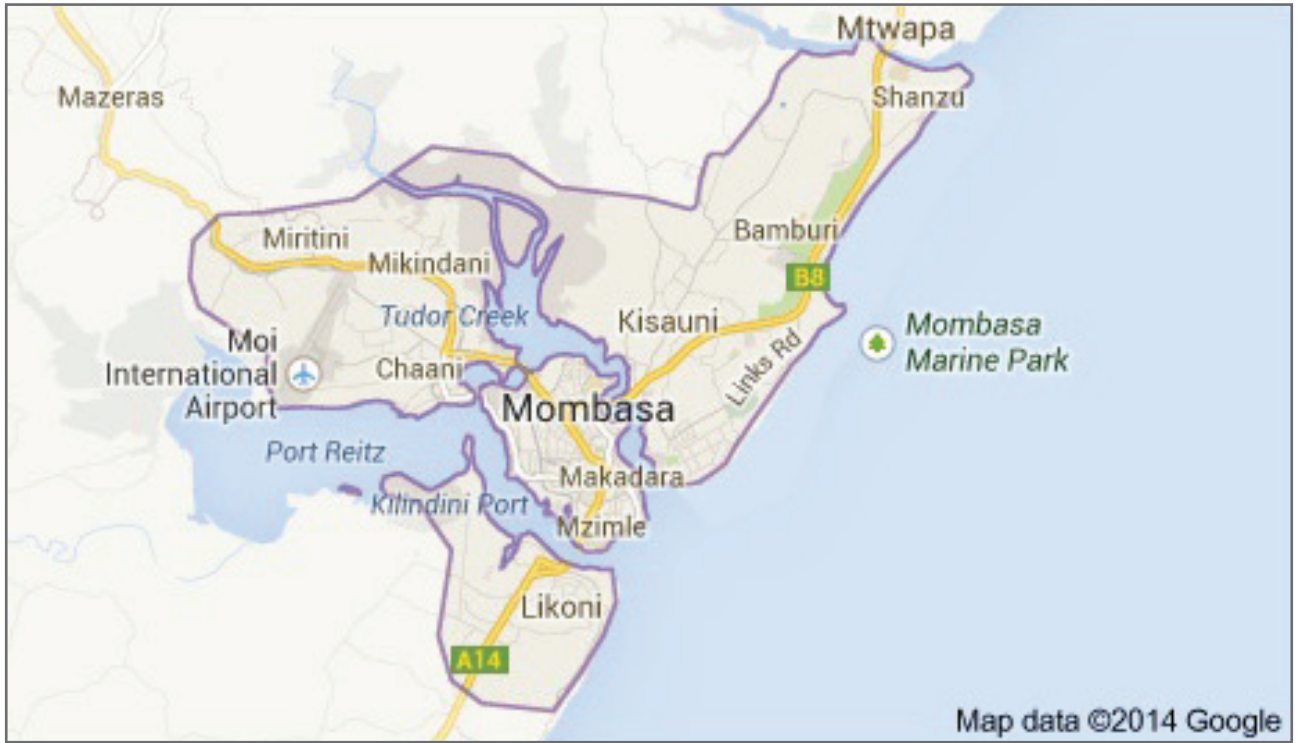 Mtwapa
Mazeras
Shanzu
Bamburi
Miritini
Mikindani
B8
Tudor Creek
Kisauni
Mombasa
Marine Park
Moi
International
Airport
Chaani
Links Rd
Mombasa
Port Reitz
Makadara
Kilindini Port
Mzimle
Likoni
A14
Map data ©2014 Google